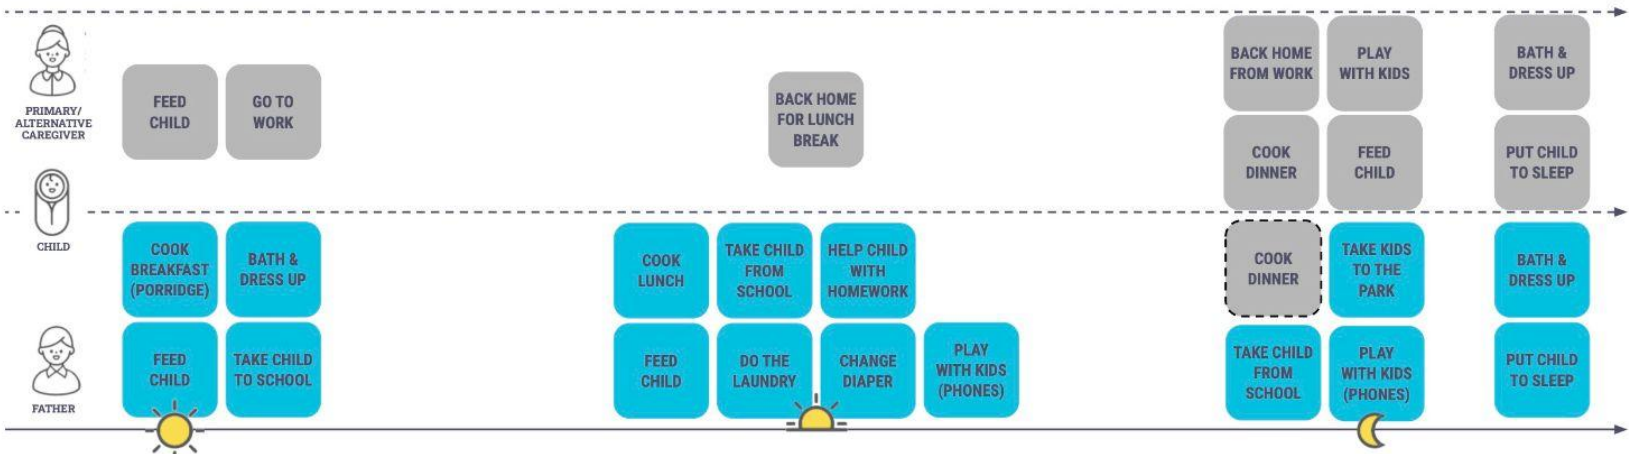 PRIMARY/
ALTERNATIVE
CAREGIVER
FEED
CHILD
GO TO
WORK
BACK HOME
FOR LUNCH
BREAK
BACK HOME
FROM WORK
PLAY
WITH KIDS
BATH &
DRESS UP
COOK
DINNER
FEED
CHILD
PUT CHILD
TO SLEEP
CHILD
COOK
BREAKFAST
(PORRIDGE)
BATH &
DRESS UP
COOK
LUNCH
TAKE CHILD
FROM
SCHOOL
HELP CHILD
WITH
HOMEWORK
COOK
DINNER
TAKE KIDS
TO THE
PARK
BATH &
DRESS UP
FATHER
FEED
CHILD
TAKE CHILD
TO SCHOOL
FEED
CHILD
DO THE
LAUNDRY
CHANGE
DIAPER
PLAY
WITH KIDS
(PHONES)
TAKE CHILD
FROM
SCHOOL
PLAY
WITH KIDS
(PHONES)
PUT CHILD
TO SLEEP